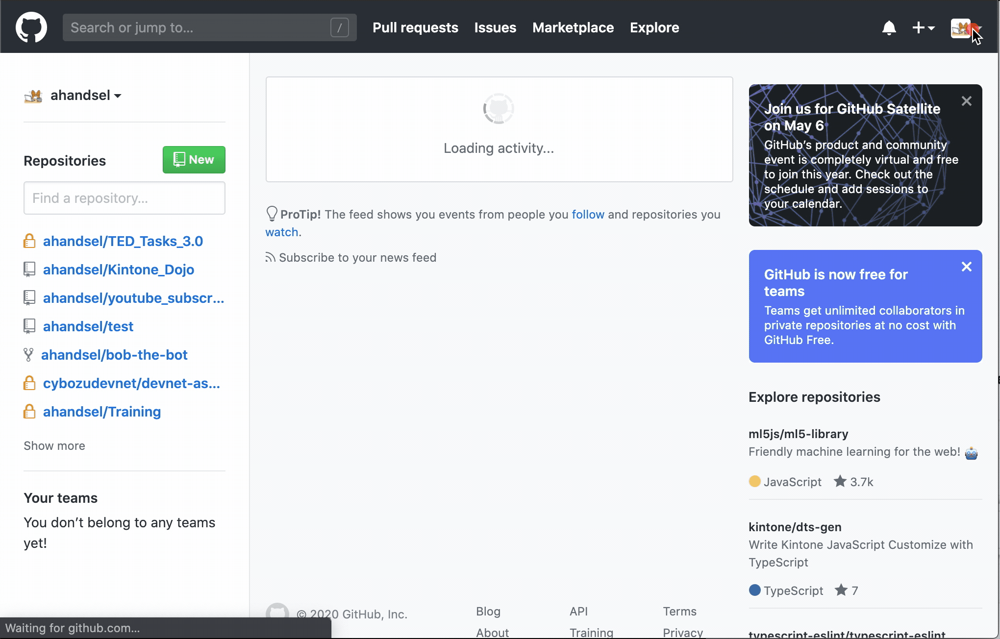 Search or jump to...
/
Pull requests
Issues
Marketplace
Explore
ahandsel
Repositories
New
Find a repository...
ahandsel/TED_Tasks_3.0
ahandsel/Kintone_Dojo
ahandsel/youtube_subscr...
ahandsel/test
ahandsel/bob-the-bot
cybozudevnet/devnet-as...
ahandsel/Training
Show more
Your teams
You don’t belong to any teams
yet!
Loading activity...
ProTip! The feed shows you events from people you follow and repositories you
watch.
Subscribe to your news feed
Join us for GitHub Satellite
on May 6
GitHub’s product and community
event is completely virtual and free
to join this year. Check out the
schedule and add sessions to
your calendar.
GitHub is now free for
teams
Teams get unlimited collaborators in
private repositories at no cost with
GitHub Free.
Explore repositories
ml5js/ml5-library
Friendly machine learning for the web!
JavaScript
3.7k
kintone/dts-gen
Write Kintone JavaScript Customize with
TypeScript
TypeScript
7
typescript-eslint/typescript-eslint
© 2020 GitHub, Inc.
Blog
API
Terms
About
Training
Privacy
Waiting for github.com...